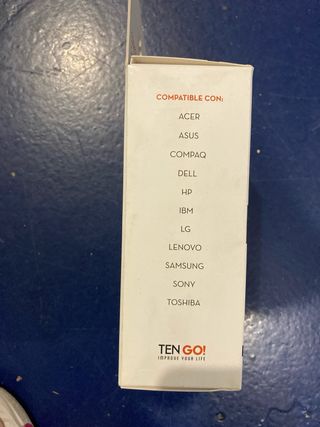 COMPATIBLE CON:
ACER
ASUS
COMPAQ
DELL
HP
IBM
LG
LENOVO
SAMSUNG
SONY
TOSHIBA
TEN GO!
IMPROVE YOUR LIFE